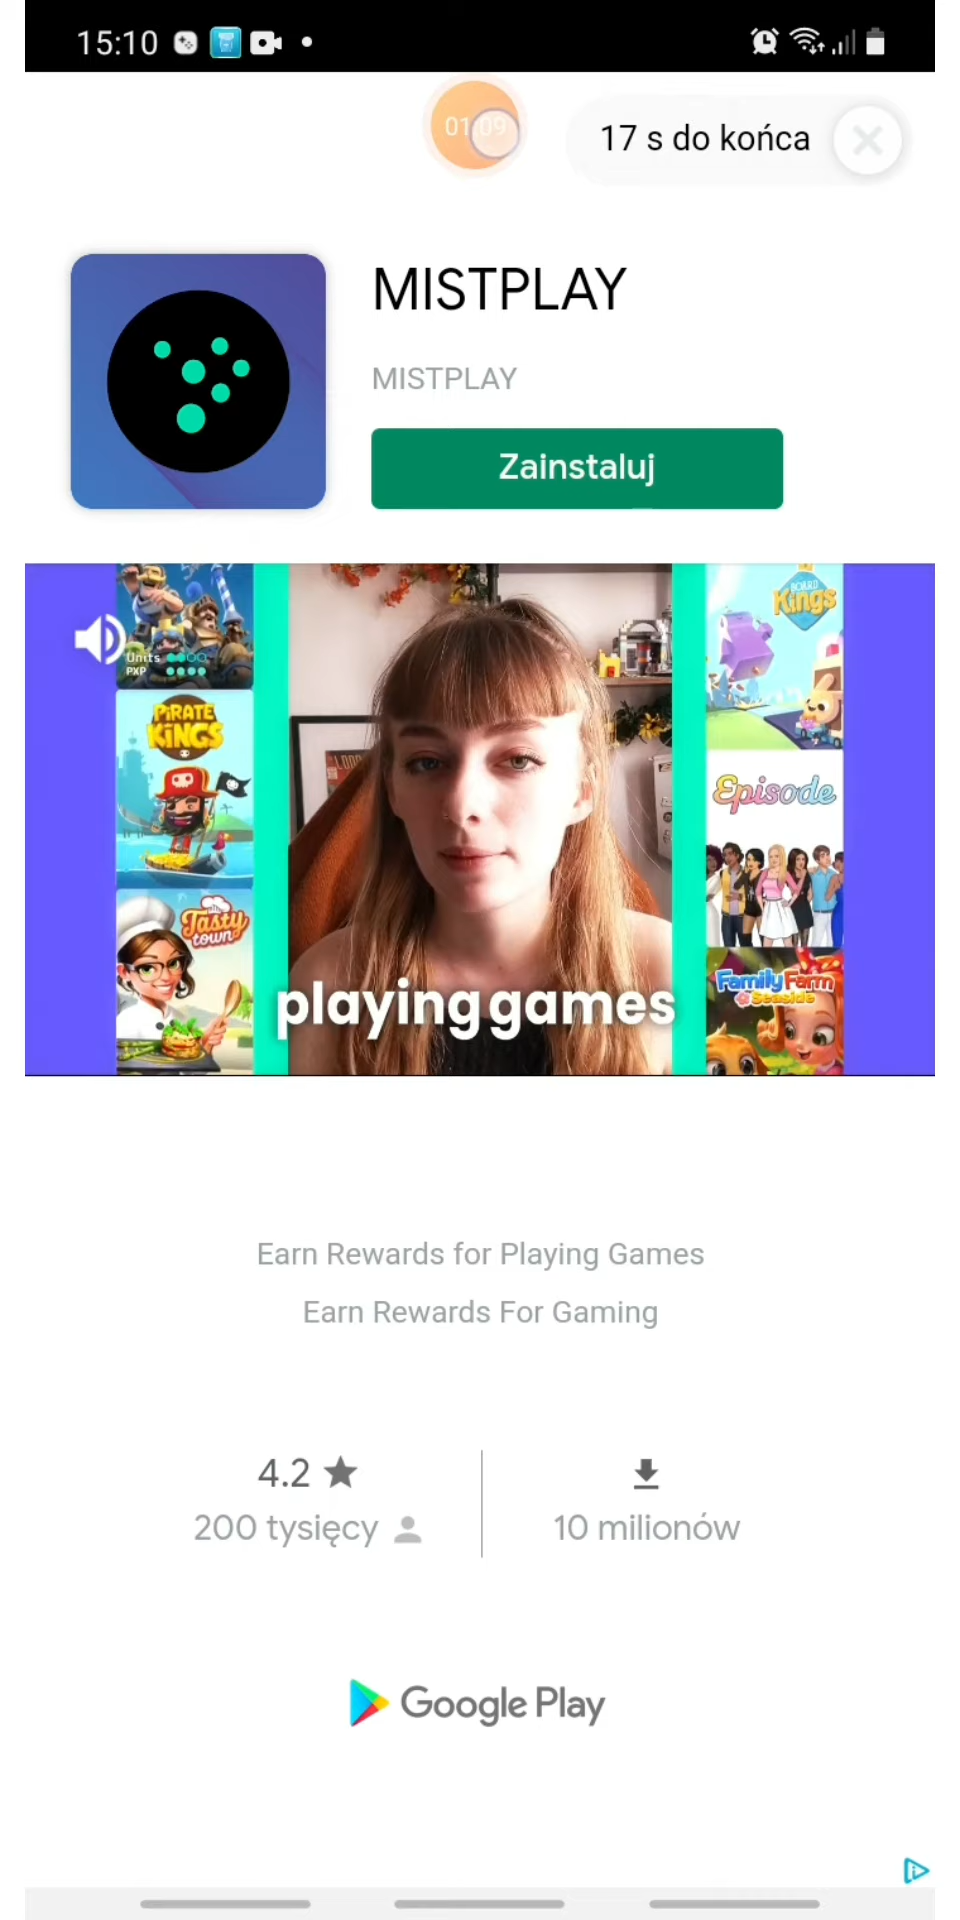 15:10
01:09
17 s do końca
MISTPLAY
MISTPLAY
Zainstaluj
Units
PXP
PIRATE
KINGS
Tasty
town
BOARD
Kings
Episode
Family Farm
Seaside
playing games
Earn Rewards for Playing Games
Earn Rewards For Gaming
4.2
200 tysięcy
10 milionów
Google Play